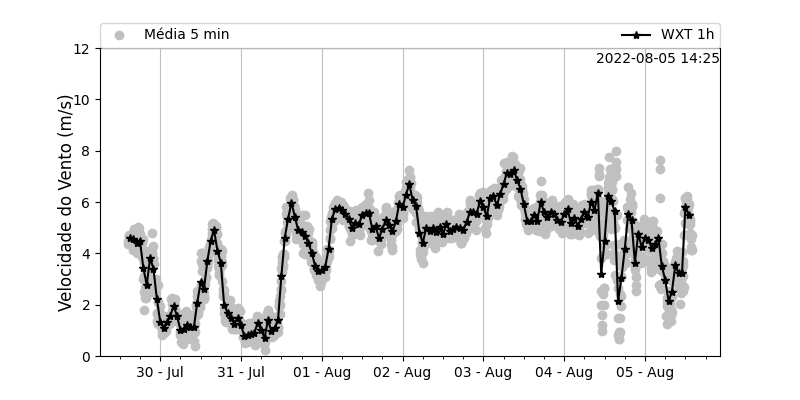 Média 5 min
WXT 1h
2022-08-05 14:25
Velocidade do Vento (m/s)
12
10
8
6
4
2
0
30 - Jul
31 - Jul
01 - Aug
02 - Aug
03 - Aug
04 - Aug
05 - Aug